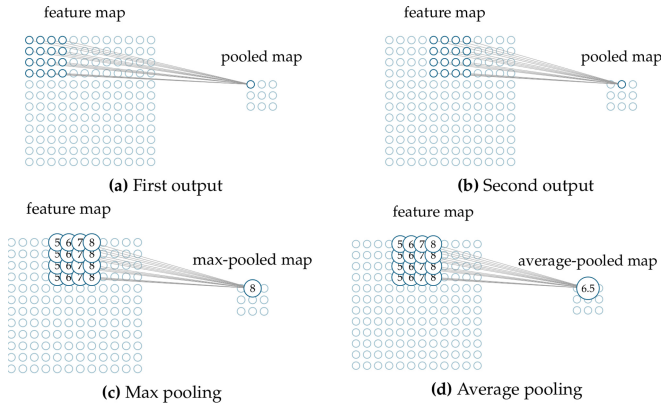 feature map
pooled map
(a) First output
feature map
pooled map
(b) Second output
feature map
5 6 7 8
5 6 7 8
5 6 7 8
5 6 7 8
max-pooled map
8
(c) Max pooling
feature map
5 6 7 8
5 6 7 8
5 6 7 8
5 6 7 8
average-pooled map
6.5
(d) Average pooling